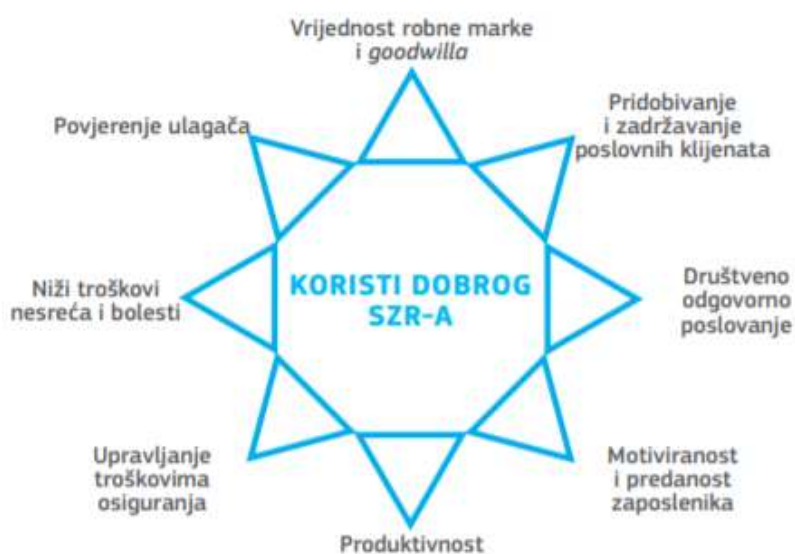 Vrijednost robne marke
i goodwilla
Povjerenje ulagača
Pridobivanje
i zadržavanje
poslovnih klijenata
Niži troškovi
nesreća i bolesti
KORISTI DOBROG
SZR-A
Društveno
odgovorno
poslovanje
Upravljanje
troškovima
osiguranja
Motiviranost
i predanost
zaposlenika
Produktivnost